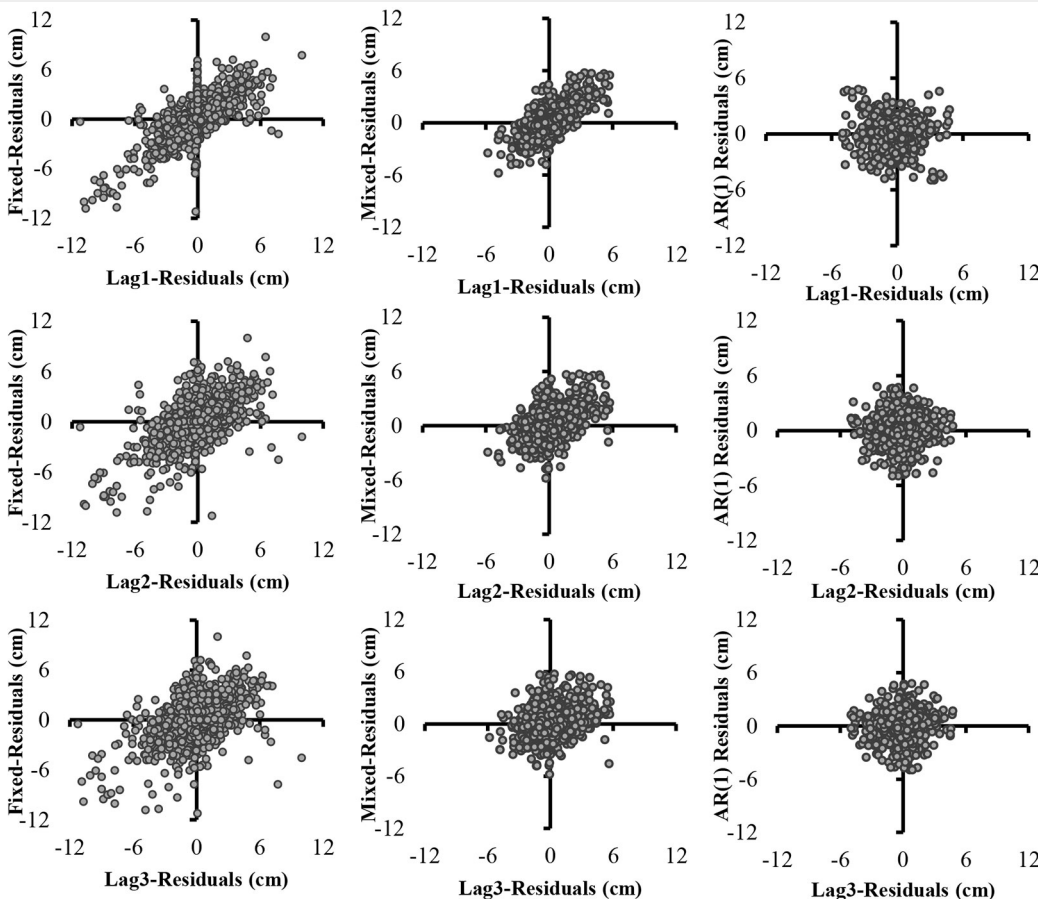 12
6
0
-6
-12
Fixed-Residuals (cm)
-12 -6 0 6 12
Lag1-Residuals (cm)
12
6
0
-6
-12
Mixed-Residuals (cm)
-12 -6 0 6 12
Lag1-Residuals (cm)
12
6
0
-6
-12
AR(1) Residuals (cm)
-12 -6 0 6 12
Lag1-Residuals (cm)
12
6
0
-6
-12
Fixed-Residuals (cm)
-12 -6 0 6 12
Lag2-Residuals (cm)
12
6
0
-6
-12
Mixed-Residuals (cm)
-12 -6 0 6 12
Lag2-Residuals (cm)
12
6
0
-6
-12
AR(1) Residuals (cm)
-12 -6 0 6 12
Lag2-Residuals (cm)
12
6
0
-6
-12
Fixed-Residuals (cm)
-12 -6 0 6 12
Lag3-Residuals (cm)
12
6
0
-6
-12
Mixed-Residuals (cm)
-12 -6 0 6 12
Lag3-Residuals (cm)
12
6
0
-6
-12
AR(1) Residuals (cm)
-12 -6 0 6 12
Lag3-Residuals (cm)